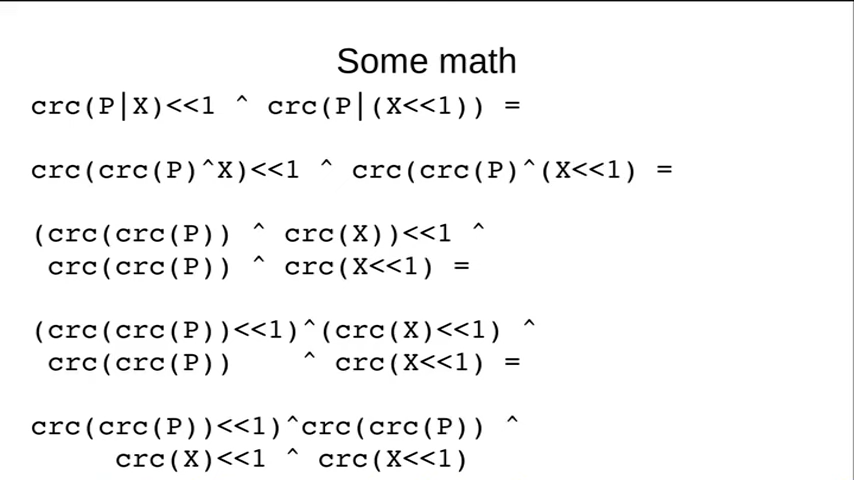 Some math
crc(P|X)<<1 ^ crc(P|(X<<1)) =
crc(crc(P)^X)<<1 ^ crc(crc(P)^(X<<1) =
(crc(crc(P)) ^ crc(X))<<1 ^
crc(crc(P)) ^ crc(X<<1) =
(crc(crc(P))<<1)^(crc(X)<<1) ^
crc(crc(P)) ^ crc(X<<1) =
crc(crc(P))<<1)^crc(crc(P)) ^
crc(X)<<1 ^ crc(X<<1)